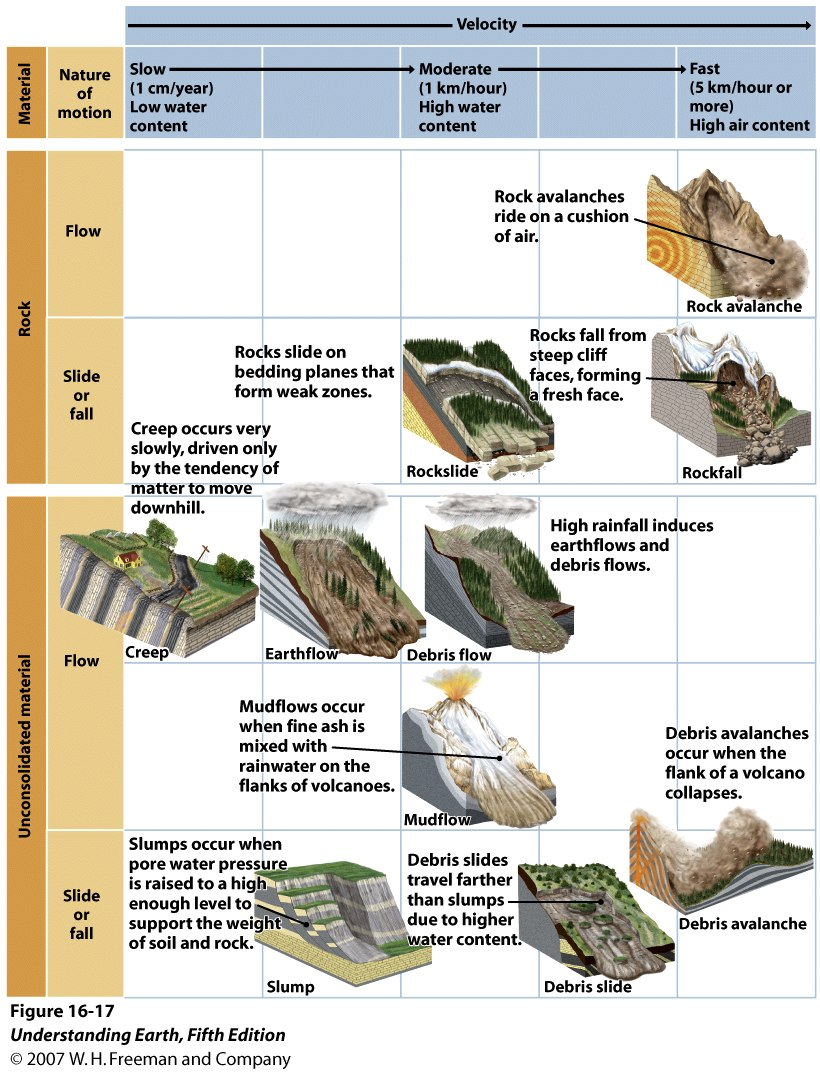 Velocity
Material
Nature
of
motion
Slow
(1 cm/year)
Low water
content
Moderate
(1 km/hour)
High water
content
Fast
(5 km/hour or
more)
High air content
Rock
Flow
Rock avalanches
ride on a cushion
of air.
Rock avalanche
Slide
or
fall
Rocks slide on
bedding planes that
form weak zones.
Rockslide
Rocks fall from
steep cliff
faces, forming
a fresh face.
Rockfall
Unconsolidated material
Flow
Creep occurs very
slowly, driven only
by the tendency of
matter to move
downhill.
Creep
Earthflow
Debris flow
High rainfall induces
earthflows and
debris flows.
Mudflows occur
when fine ash is
mixed with
rainwater on the
flanks of volcanoes.
Mudflow
Debris avalanches
occur when the
flank of a volcano
collapses.
Debris avalanche
Slide
or
fall
Slumps occur when
pore water pressure
is raised to a high
enough level to
support the weight
of soil and rock.
Slump
Debris slides
travel farther
than slumps
due to higher
water content.
Debris slide
Figure 16-17
Understanding Earth, Fifth Edition
© 2007 W. H. Freeman and Company